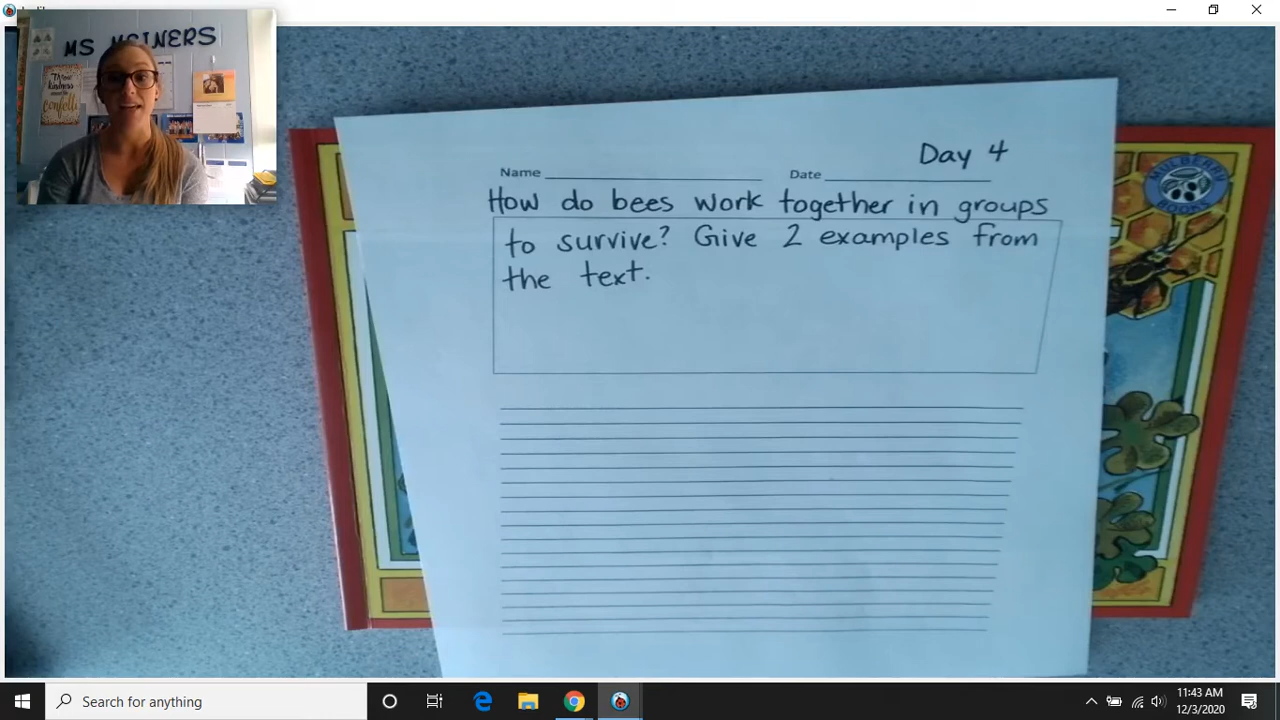 MS MEINERS
confetti
Day 4
Name
Date
How do bees work together in groups
to survive? Give 2 examples from
the text.
MULBERRY
BOOKS
Search for anything
11:43 AM
12/3/2020